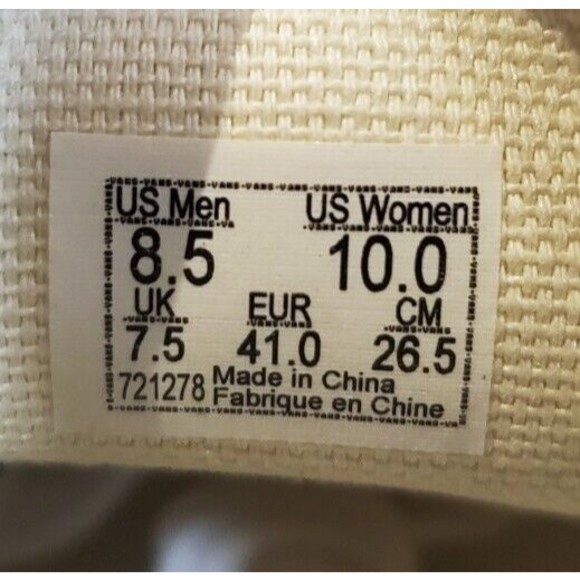 US Men US Women
8.5 10.0
UK EUR CM
7.5 41.0 26.5
721278 Made in China
Fabrique en Chine